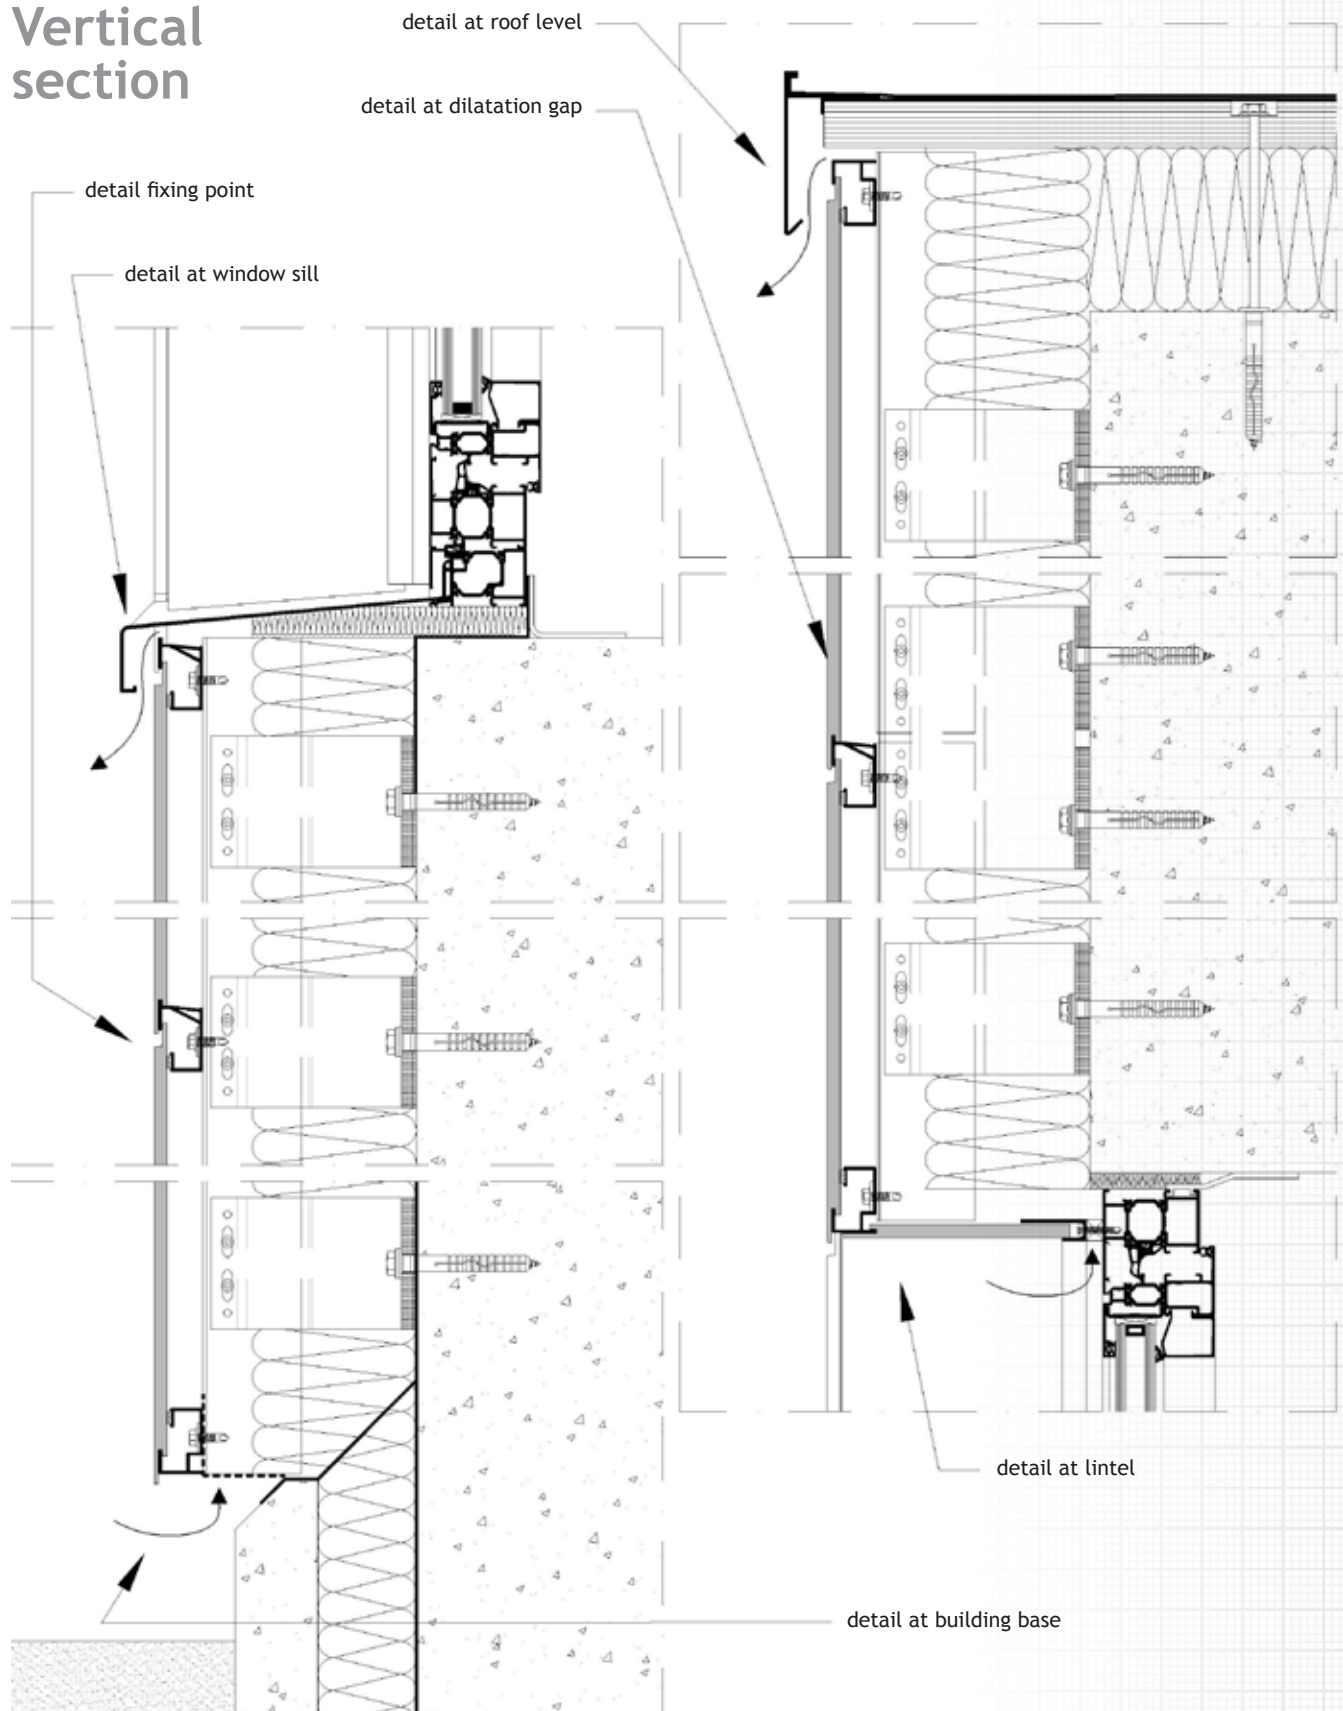 Vertical
section
detail at roof level
detail at dilatation gap
detail fixing point
detail at window sill
detail at lintel
detail at building base